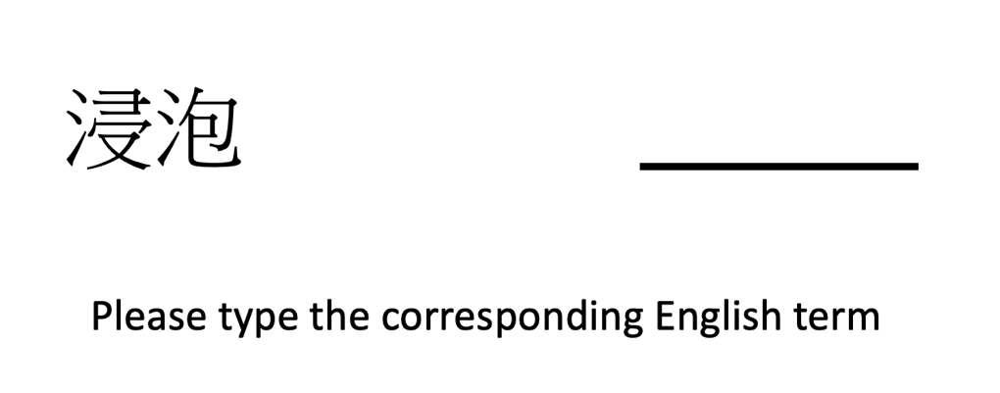 浸泡
Please type the corresponding English term